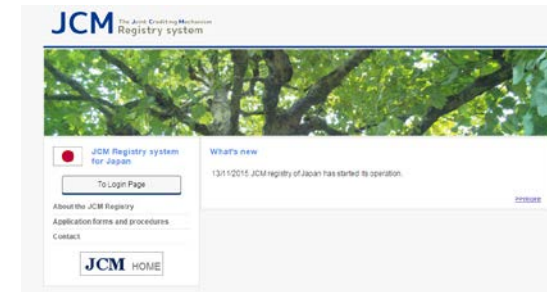 JCM The Joint Crediting Mechanism
Registry system
JCM Registry system
for Japan
What's new
13/11/2015 JCM registry of Japan has started its operation.
To Login Page
About the JCM Registry
Application forms and procedures
Contact
JCM HOME